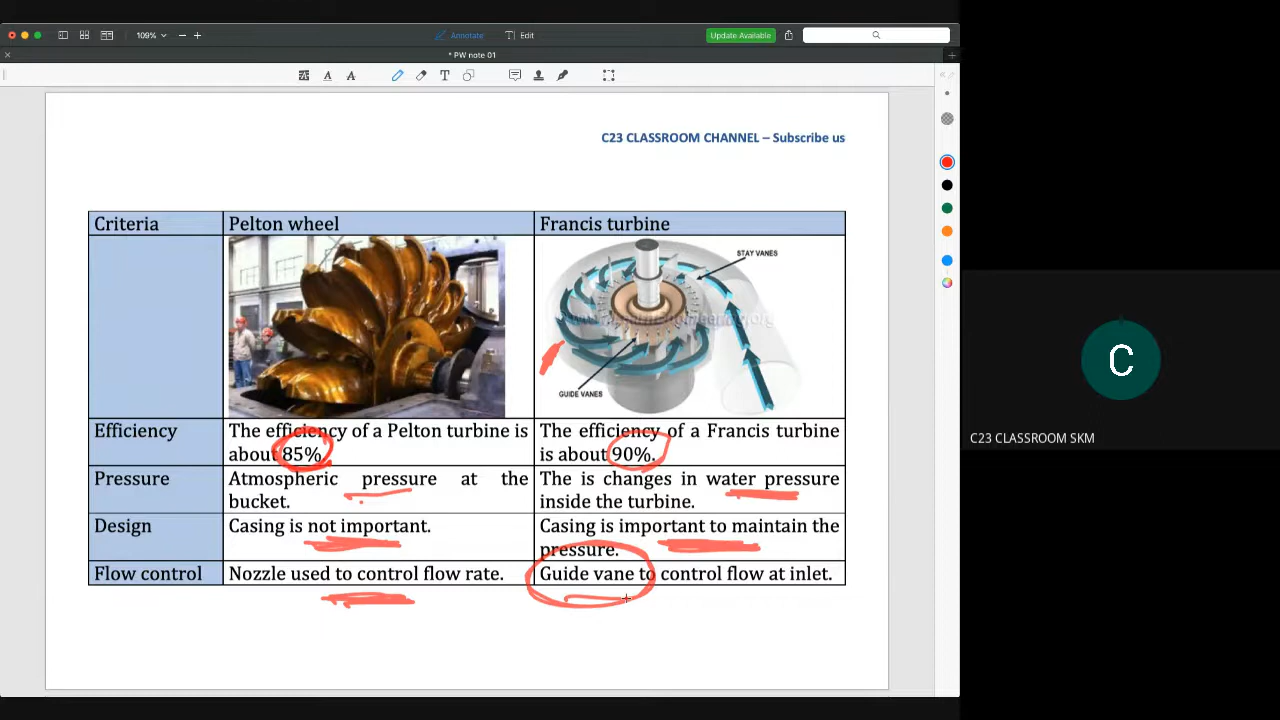 109%
Annotate
Edit
Update Available
* PW note 01
C23 CLASSROOM CHANNEL – Subscribe us
Criteria
Pelton wheel
Francis turbine
STAY VANES
GUIDE VANES
Efficiency
The efficiency of a Pelton turbine is
about 85%.
The efficiency of a Francis turbine
is about 90%.
Pressure
Atmospheric pressure at the
bucket.
The is changes in water pressure
inside the turbine.
Design
Casing is not important.
Casing is important to maintain the
pressure.
Flow control
Nozzle used to control flow rate.
Guide vane to control flow at inlet.
C
C23 CLASSROOM SKM